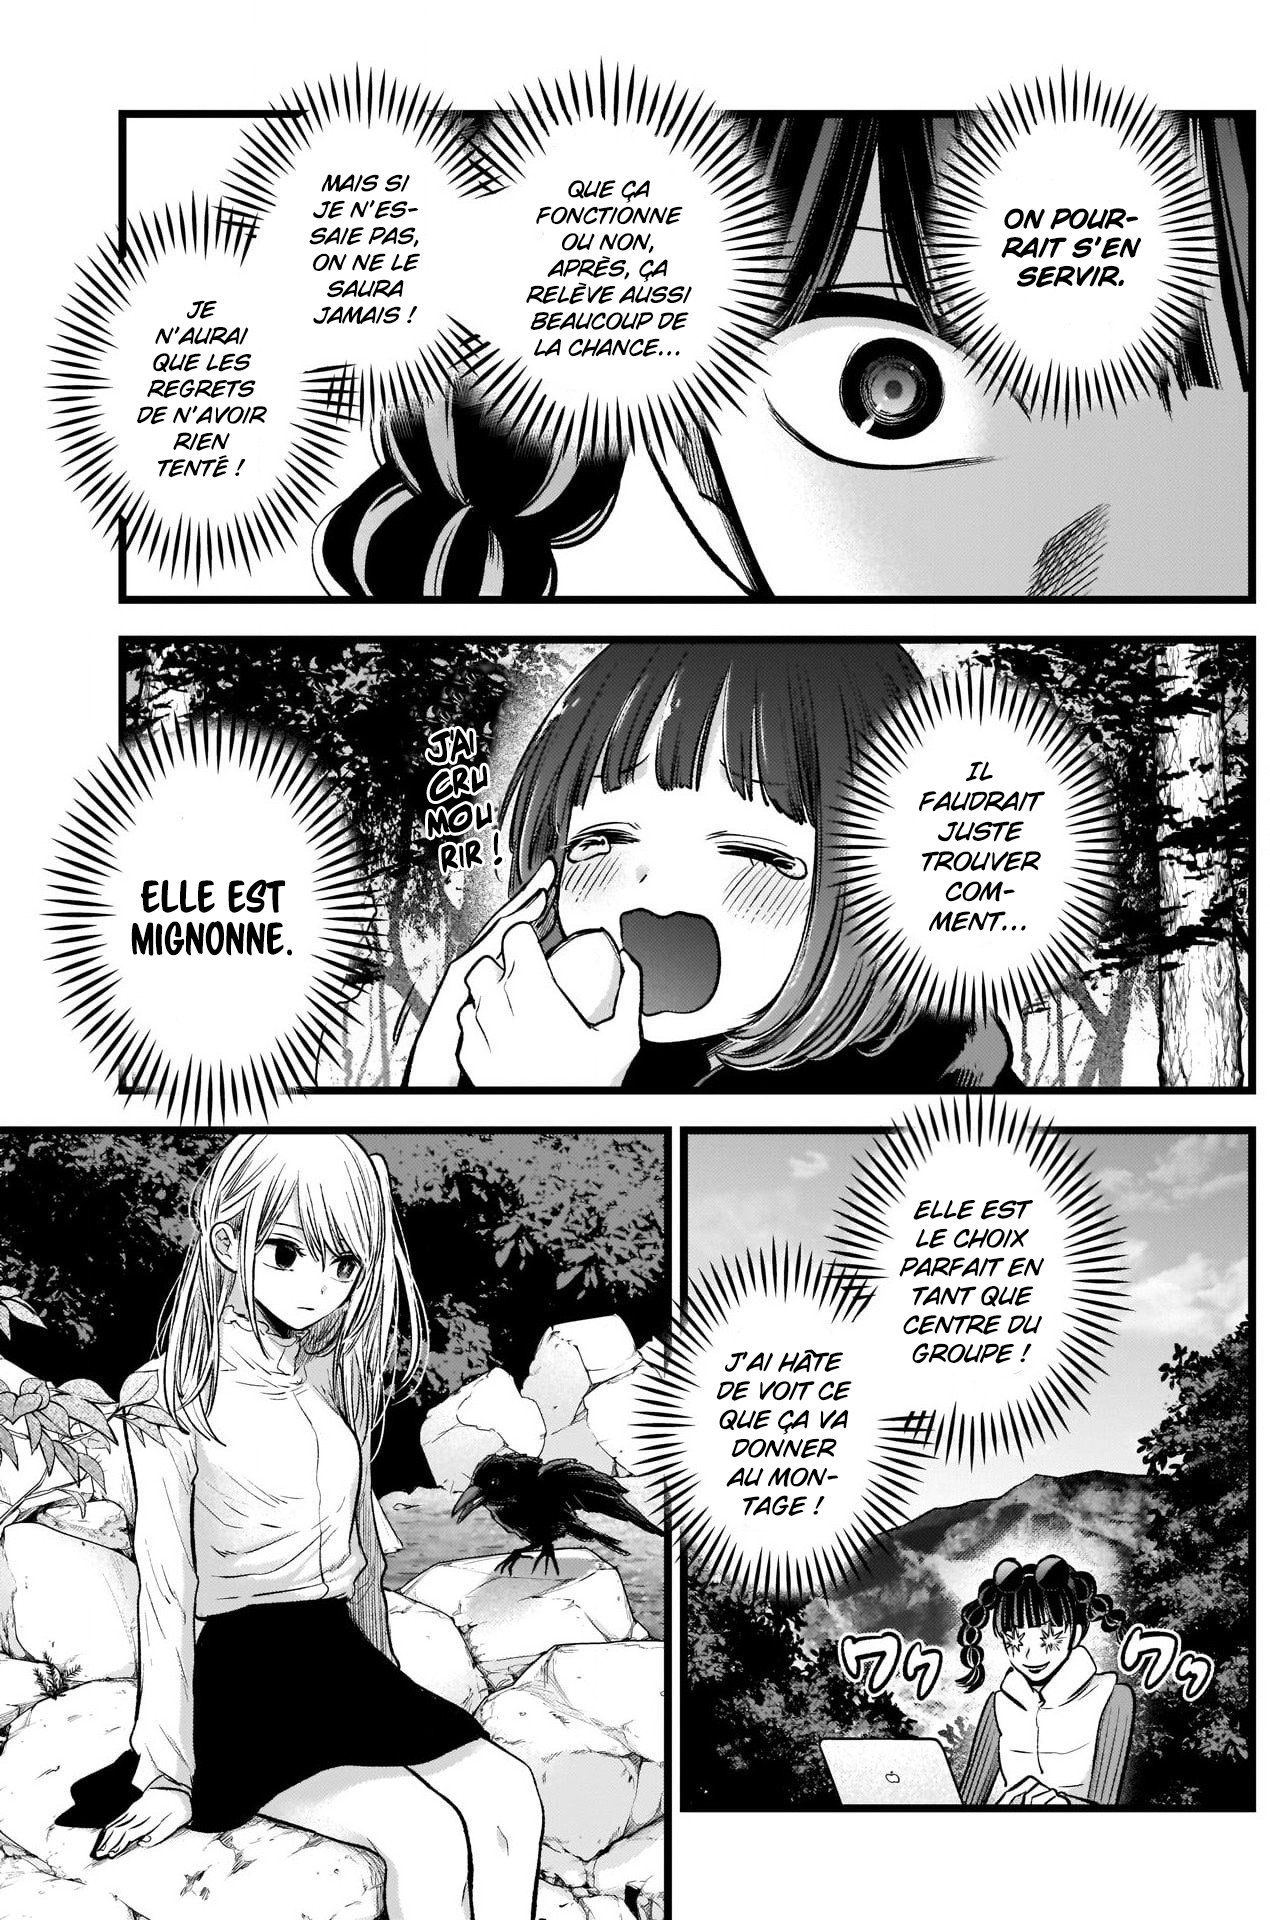 ON POUR-
RAIT S'EN
SERVIR.
QUE ÇA
FONCTIONNE
OU NON,
APRÈS, ÇA
RELÈVE AUSSI
BEAUCOUP DE
LA CHANCE...
MAIS SI
JE N'ES-
SAIE PAS,
ON NE LE
SAURA
JAMAIS !
JE
N'AURAI
QUE LES
REGRETS
DE N'AVOIR
RIEN
TENTÉ !
IL
FAUDRAIT
JUSTE
TROUVER
COM-
MENT...
J'AI
CRU
MOU
RIR !
ELLE EST
MIGNONNE.
ELLE EST
LE CHOIX
PARFAIT EN
TANT QUE
CENTRE DU
GROUPE !
J'AI HÂTE
DE VOIT CE
QUE ÇA VA
DONNER
AU MON-
TAGE !
ワク
ワク